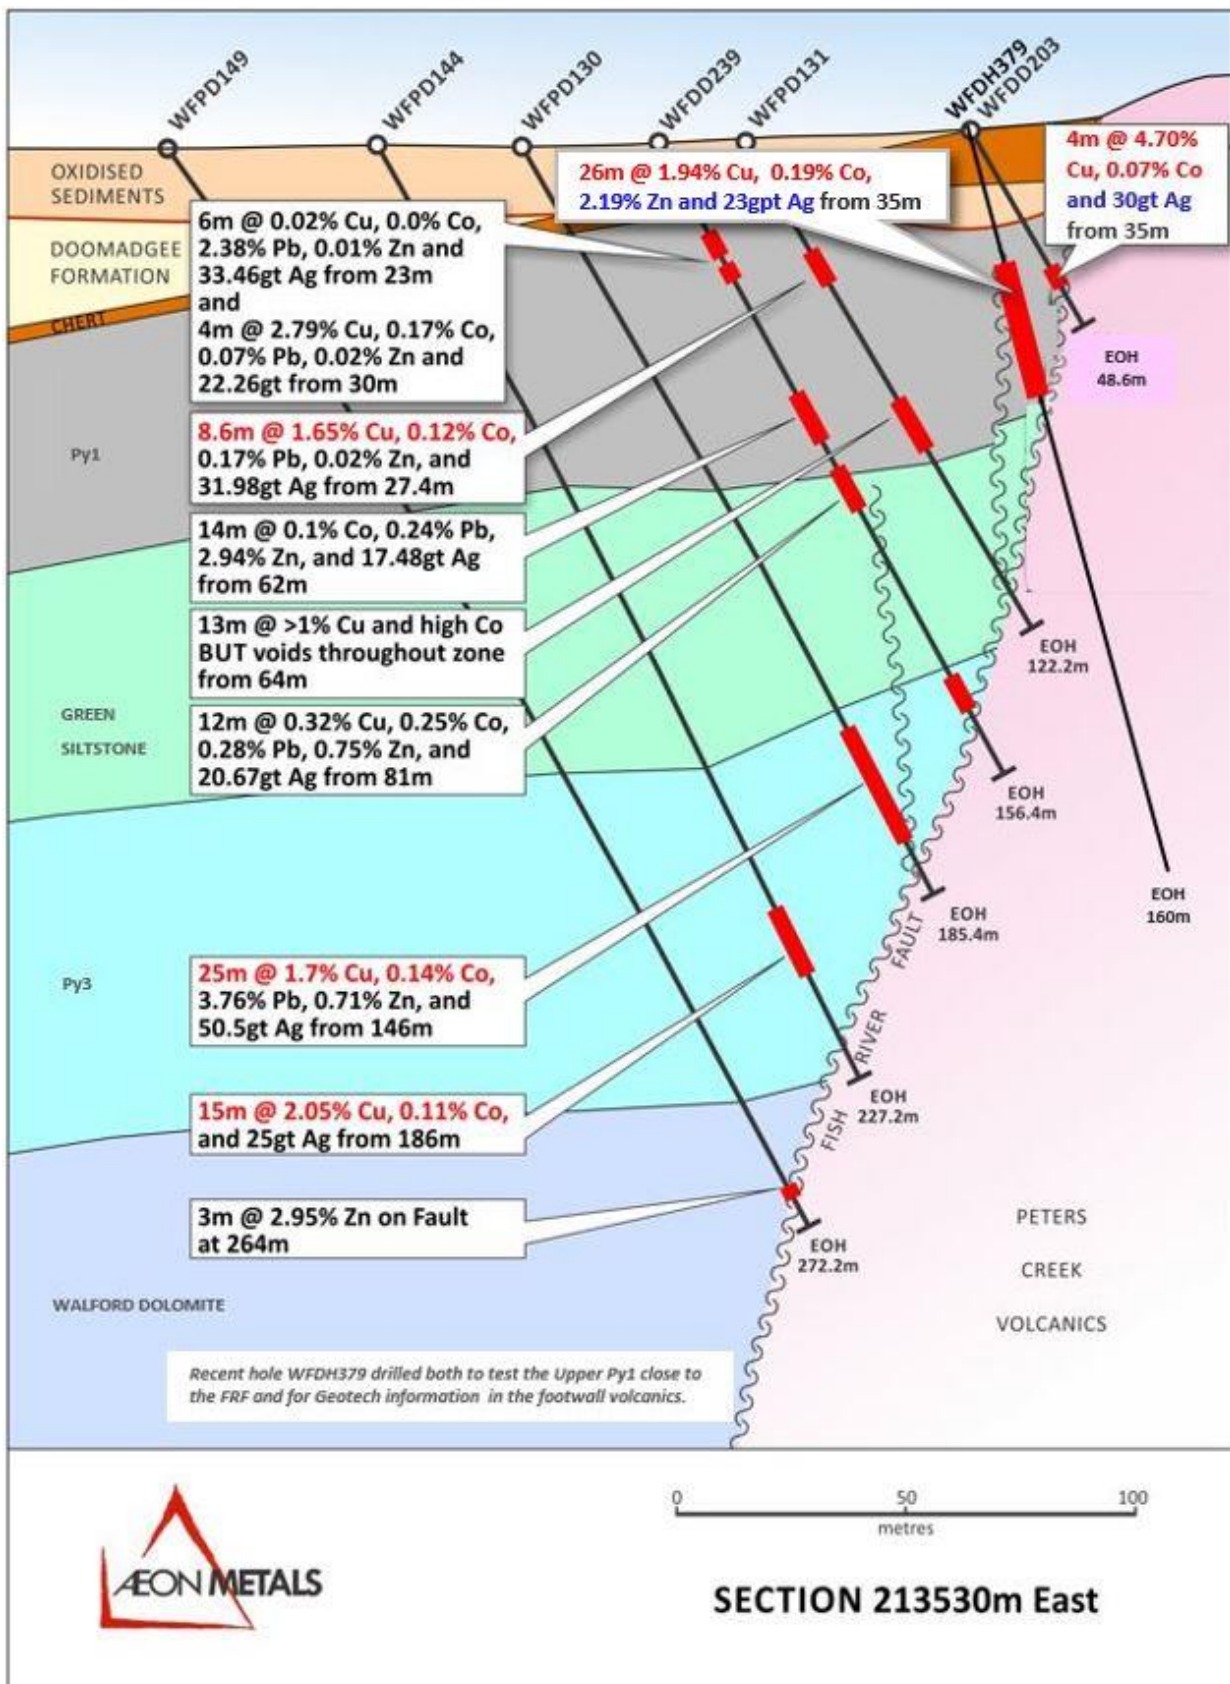 WFPD149
WFPD144
WFPD130
WFDD239
WFPD131
WFDH379
WFDD203
OXIDISED
SEDIMENTS
DOOMADGEE
FORMATION
CHERT
Py1
GREEN
SILTSTONE
Py3
WALFORD DOLOMITE
26m @ 1.94% Cu, 0.19% Co,
2.19% Zn and 23gpt Ag from 35m
4m @ 4.70%
Cu, 0.07% Co
and 30gt Ag
from 35m
6m @ 0.02% Cu, 0.0% Co,
2.38% Pb, 0.01% Zn and
33.46gt Ag from 23m
and
4m @ 2.79% Cu, 0.17% Co,
0.07% Pb, 0.02% Zn and
22.26gt from 30m
8.6m @ 1.65% Cu, 0.12% Co,
0.17% Pb, 0.02% Zn, and
31.98gt Ag from 27.4m
14m @ 0.1% Co, 0.24% Pb,
2.94% Zn, and 17.48gt Ag
from 62m
13m @ >1% Cu and high Co
BUT voids throughout zone
from 64m
12m @ 0.32% Cu, 0.25% Co,
0.28% Pb, 0.75% Zn, and
20.67gt Ag from 81m
25m @ 1.7% Cu, 0.14% Co,
3.76% Pb, 0.71% Zn, and
50.5gt Ag from 146m
15m @ 2.05% Cu, 0.11% Co,
and 25gt Ag from 186m
3m @ 2.95% Zn on Fault
at 264m
EOH
48.6m
EOH
122.2m
EOH
156.4m
EOH
160m
EOH
185.4m
EOH
227.2m
EOH
272.2m
FISH RIVER FAULT
PETERS
CREEK
VOLCANICS
Recent hole WFDH379 drilled both to test the Upper Py1 close to
the FRF and for Geotech information in the footwall volcanics.
ÆON METALS
0 50 100
metres
SECTION 213530m East